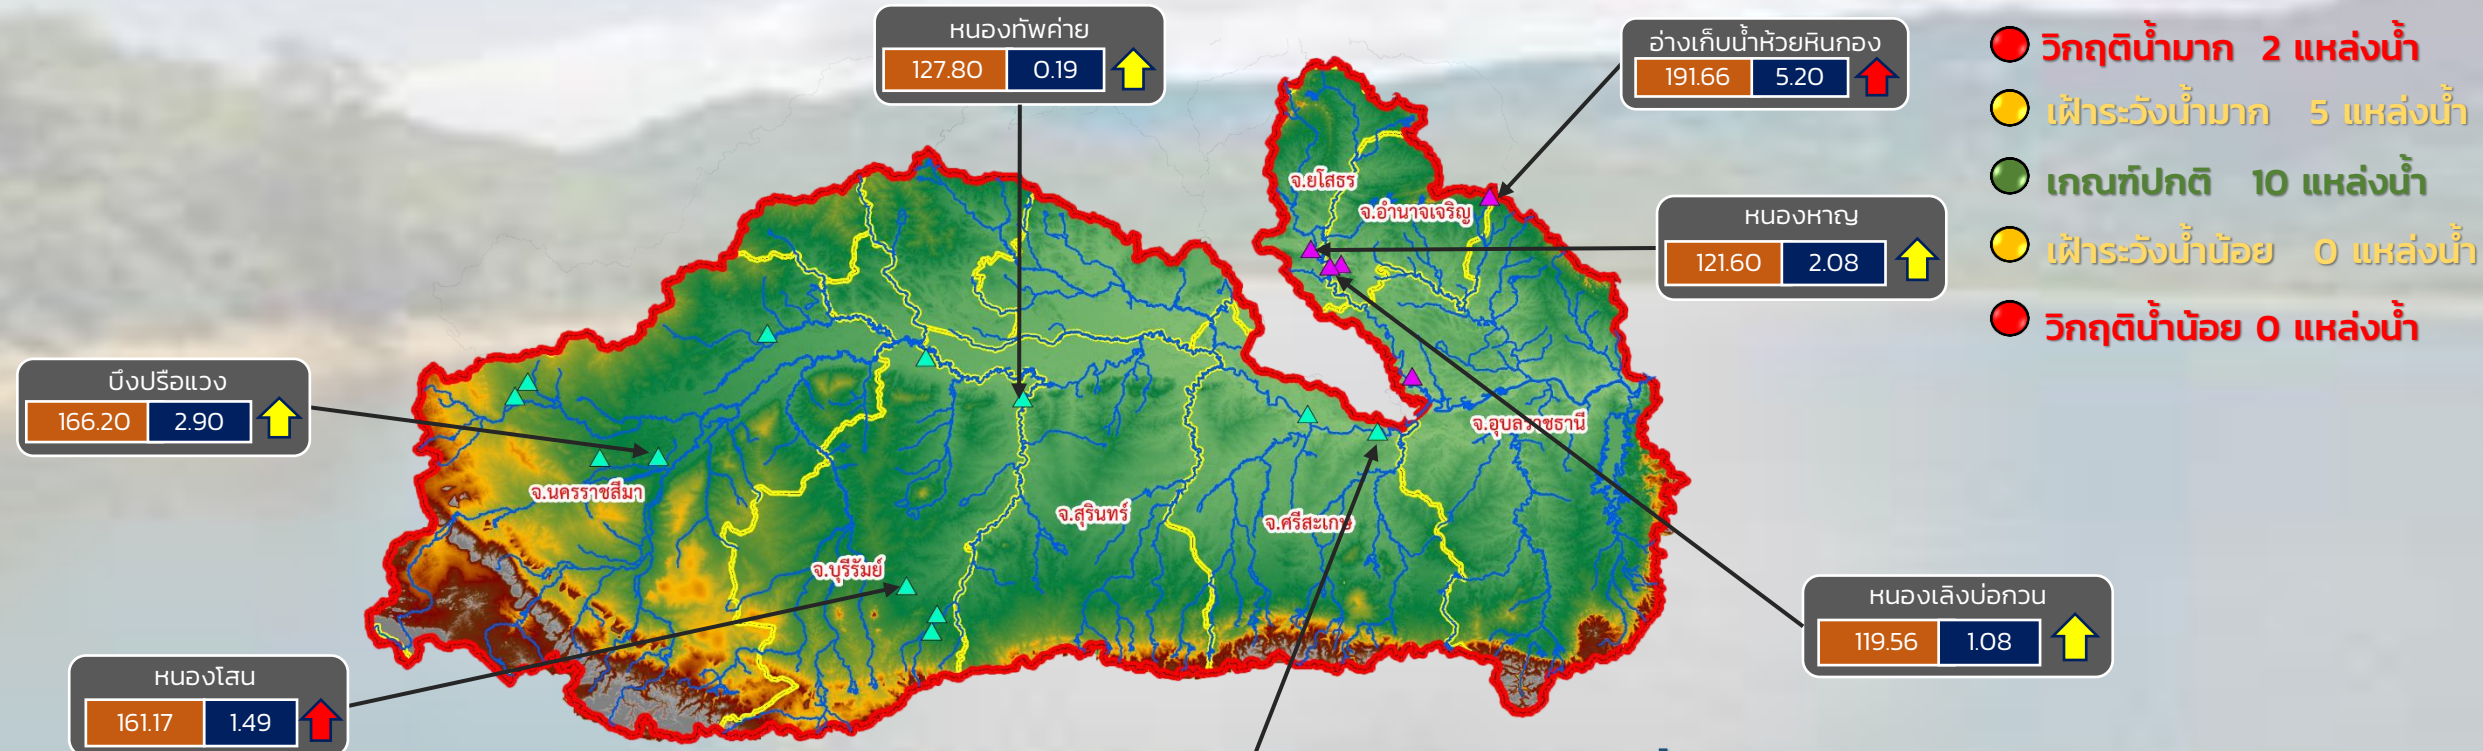 หนองทัพค่าย
127.80 0.19
อ่างเก็บน้ำห้วยหินกอง
191.66 5.20
วิกฤติน้ำมาก 2 แหล่งน้ำ
เฝ้าระวังน้ำมาก 5 แหล่งน้ำ
เกณฑ์ปกติ 10 แหล่งน้ำ
เฝ้าระวังน้ำน้อย 0 แหล่งน้ำ
วิกฤติน้ำน้อย 0 แหล่งน้ำ
จ.ยโสธร
จ.อำนาจเจริญ
หนองหาญ
121.60 2.08
บึงปรือแวง
166.20 2.90
จ.อุบลราชธานี
จ.นครราชสีมา
จ.สุรินทร์
จ.ศรีสะเกษ
จ.บุรีรัมย์
หนองเลิงบ่อกวน
119.56 1.08
หนองโสน
161.17 1.49